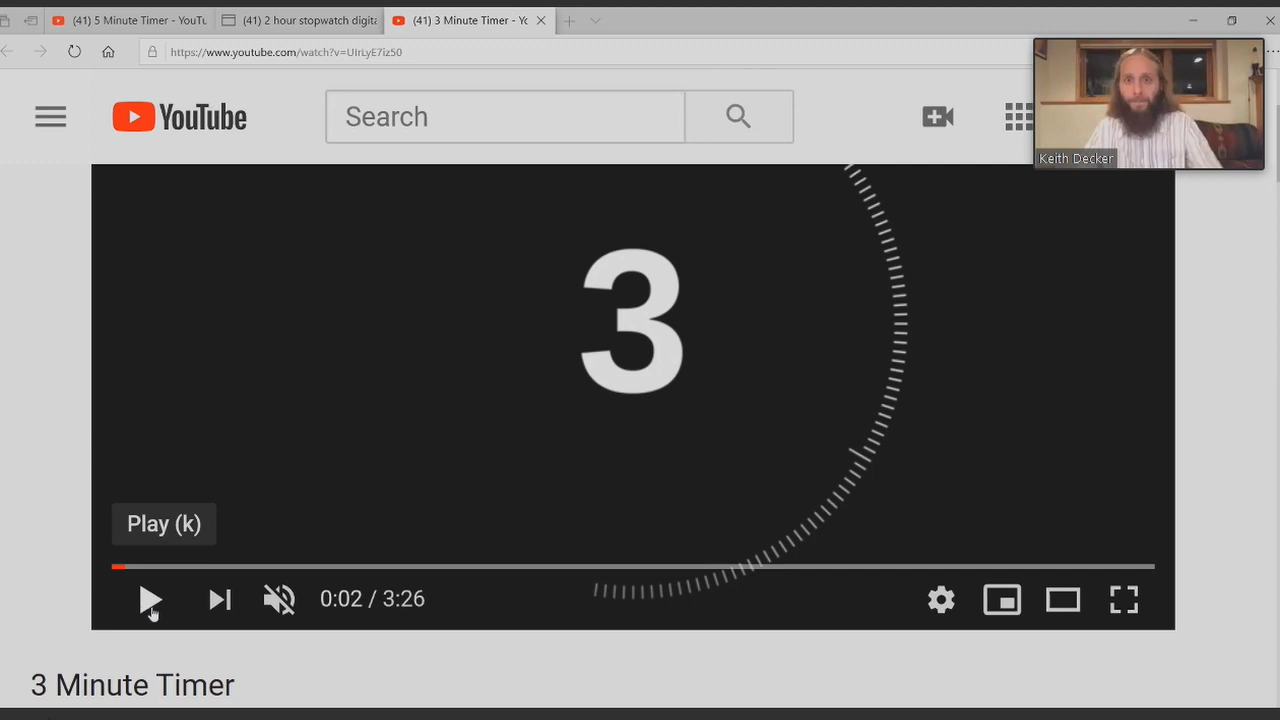 (41) 5 Minute Timer - YouTu
(41) 2 hour stopwatch digita
(41) 3 Minute Timer - Yo
https://www.youtube.com/watch?v=UIrLyE7iz50
YouTube
Search
Keith Decker
3
Play (k)
0:02 / 3:26
3 Minute Timer